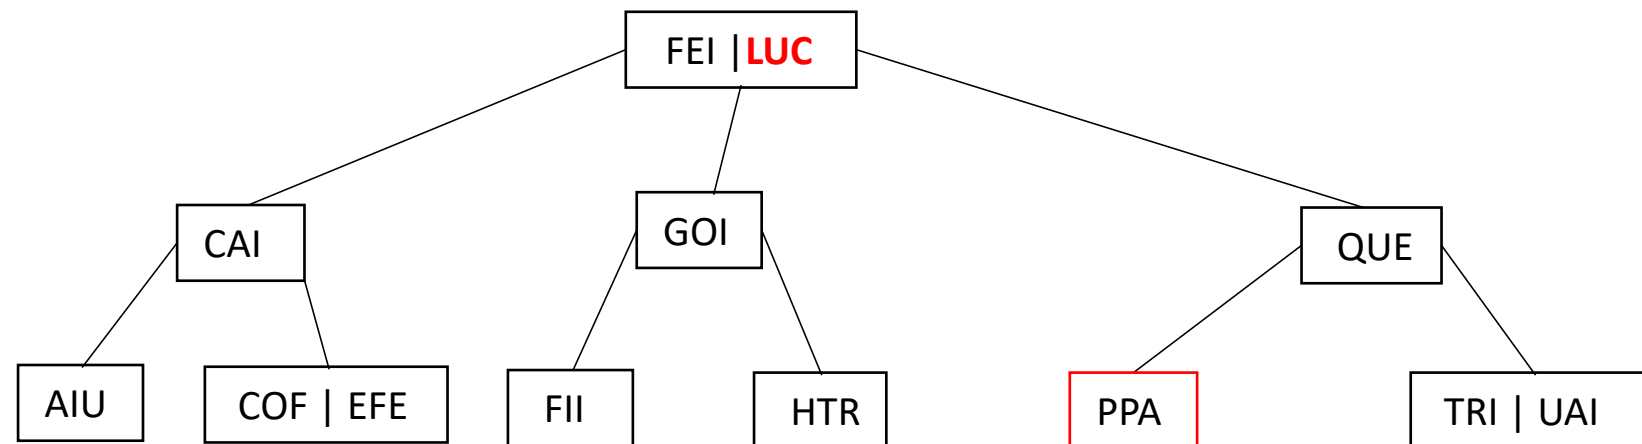 FEI | LUC
CAI
GOI
QUE
AIU
COF | EFE
FII
HTR
PPA
TRI | UAI